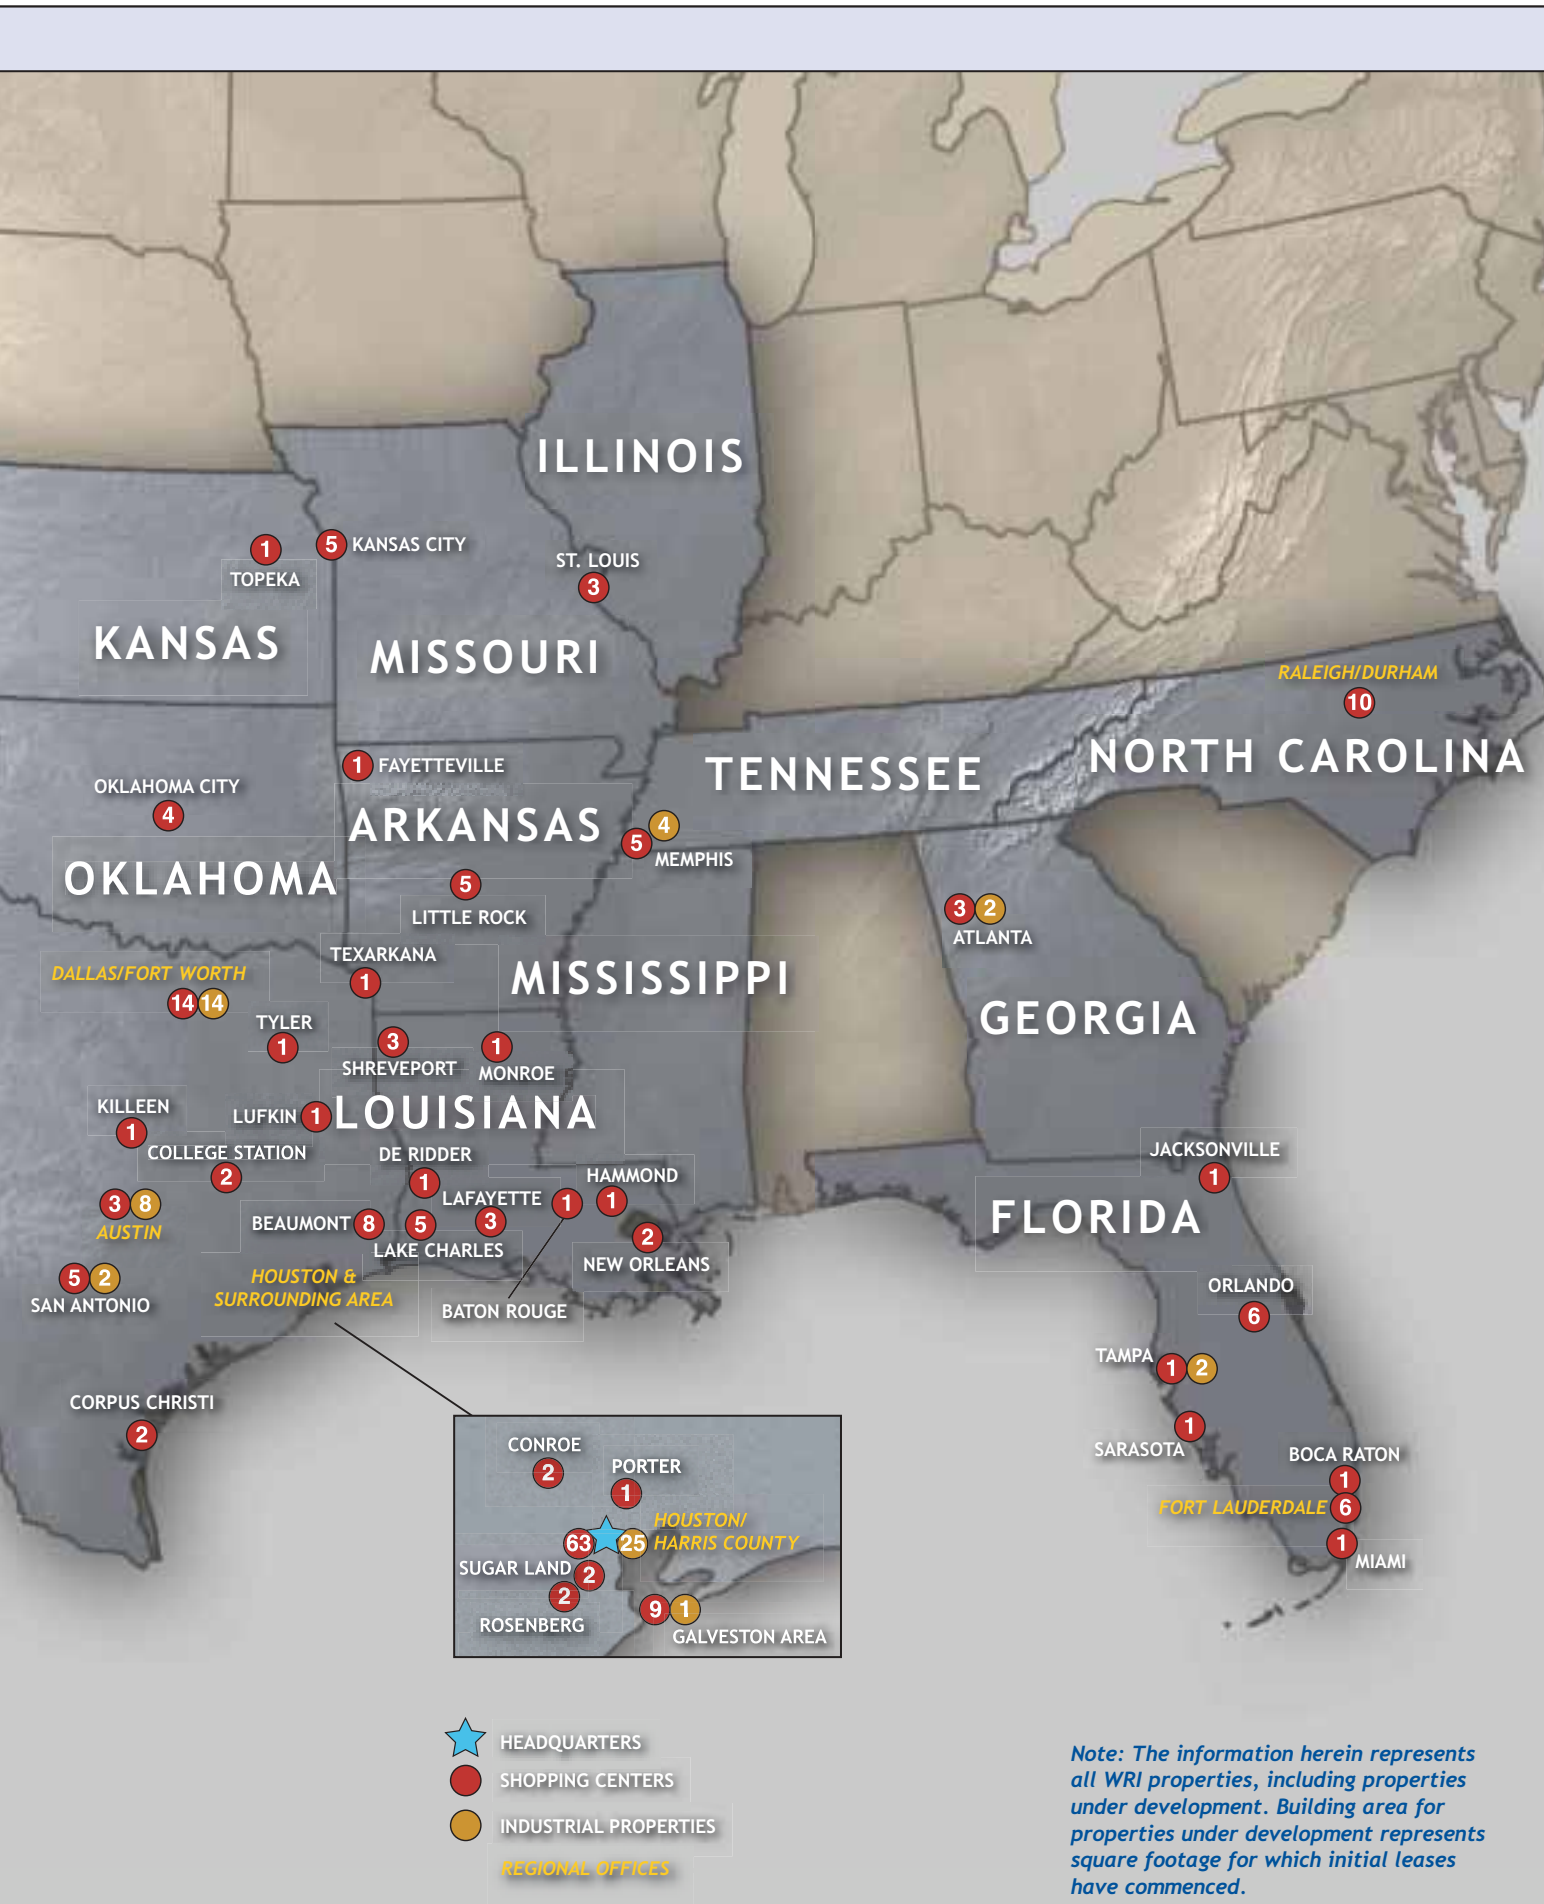 ILLINOIS
1
5 KANSAS CITY
TOPEKA
ST. LOUIS
3
KANSAS
MISSOURI
RALEIGH/DURHAM
10
NORTH CAROLINA
TENNESSEE
1 FAYETTEVILLE
OKLAHOMA CITY
4
ARKANSAS
4
5
MEMPHIS
OKLAHOMA
5
LITTLE ROCK
3 2
ATLANTA
TEXARKANA
1
DALLAS/FORT WORTH
14 14
MISSISSIPPI
GEORGIA
TYLER
1
3
SHREVEPORT
1
MONROE
KILLEEN
1
LUFKIN 1
LOUISIANA
COLLEGE STATION
2
DE RIDDER
1
HAMMOND
1
JACKSONVILLE
1
3 8
AUSTIN
LAFAYETTE
3
1
BEAUMONT 8
5
LAKE CHARLES
2
NEW ORLEANS
FLORIDA
5 2
SAN ANTONIO
HOUSTON &
SURROUNDING AREA
BATON ROUGE
ORLANDO
6
TAMPA 1 2
CORPUS CHRISTI
2
1
SARASOTA
BOCA RATON
1
FORT LAUDERDALE 6
1
MIAMI
CONROE
2
PORTER
1
HOUSTON/
63 25 HARRIS COUNTY
SUGAR LAND 2
2
ROSENBERG
9 1
GALVESTON AREA
HEADQUARTERS
SHOPPING CENTERS
INDUSTRIAL PROPERTIES
REGIONAL OFFICES
Note: The information herein represents
all WRI properties, including properties
under development. Building area for
properties under development represents
square footage for which initial leases
have commenced.